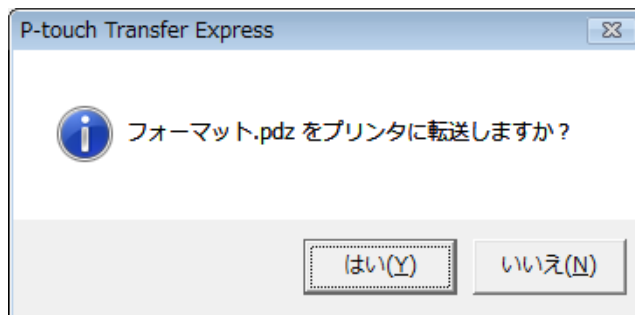 P-touch Transfer Express
フォーマット.pdz をプリンタに転送しますか？
はい(Y)
いいえ(N)